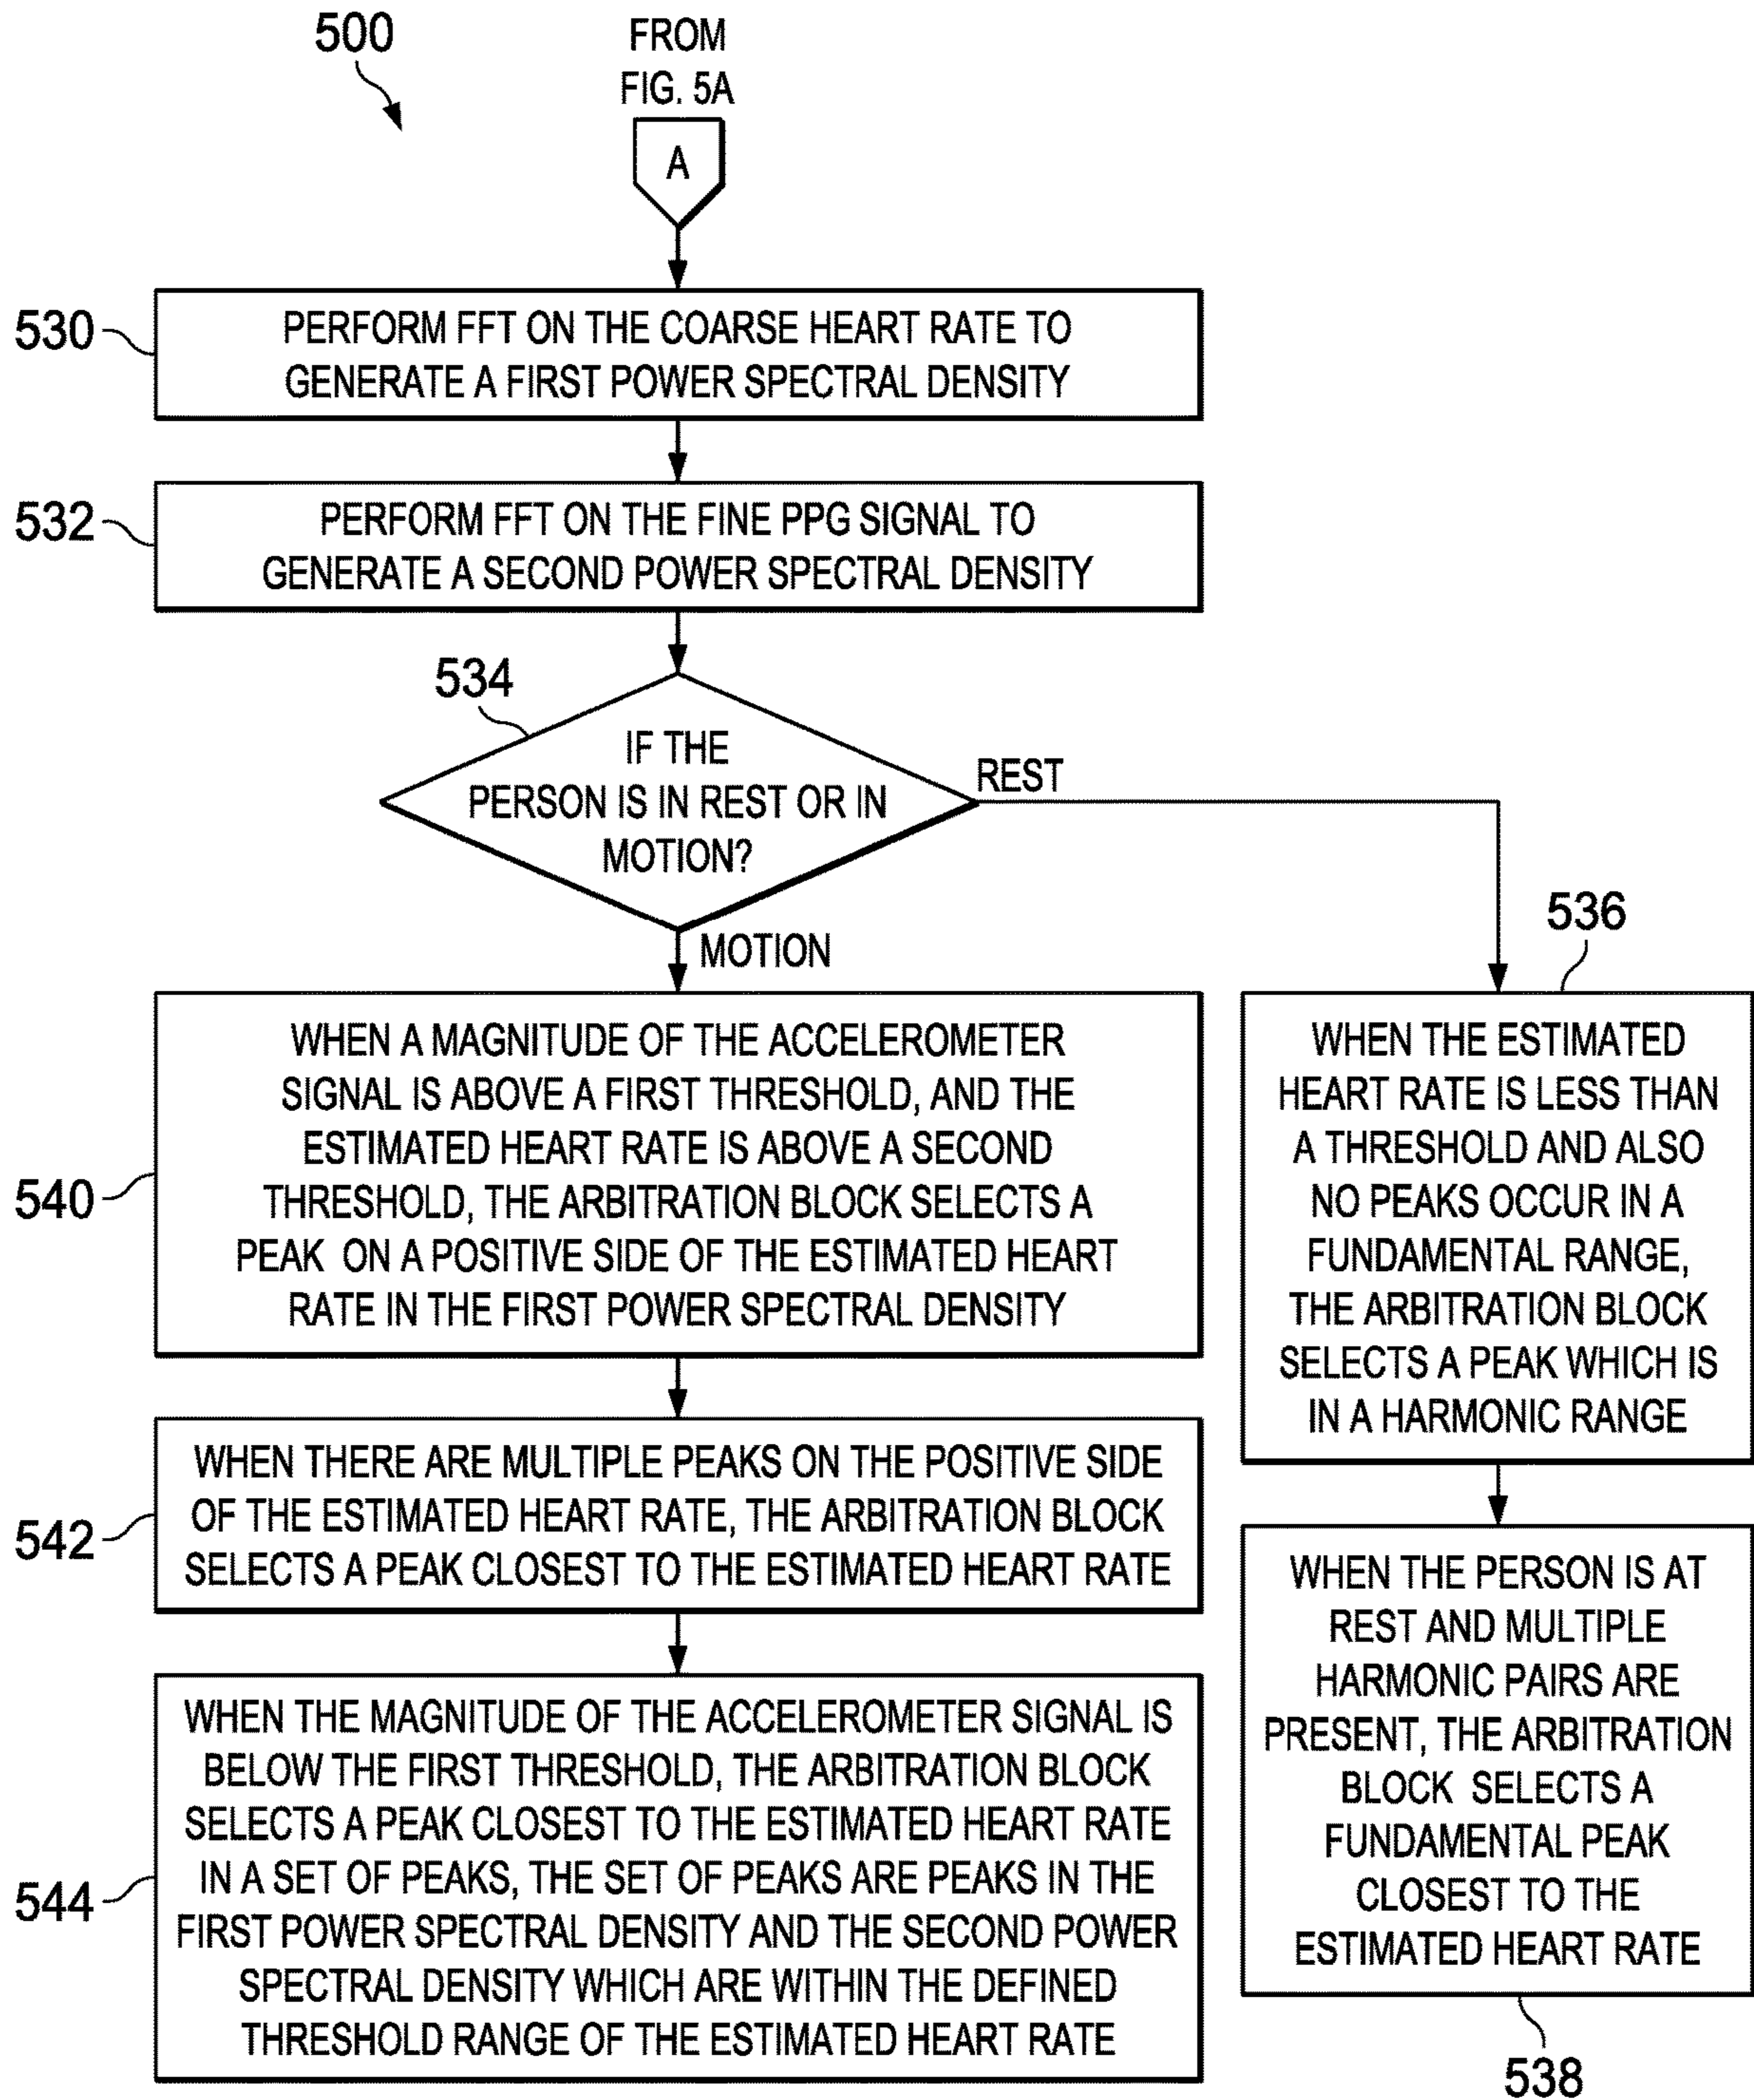 500
FROM
FIG. 5A
A
530
PERFORM FFT ON THE COARSE HEART RATE TO
GENERATE A FIRST POWER SPECTRAL DENSITY
532
PERFORM FFT ON THE FINE PPG SIGNAL TO
GENERATE A SECOND POWER SPECTRAL DENSITY
534
IF THE
PERSON IS IN REST OR IN
MOTION?
REST
MOTION
540
WHEN A MAGNITUDE OF THE ACCELEROMETER
SIGNAL IS ABOVE A FIRST THRESHOLD, AND THE
ESTIMATED HEART RATE IS ABOVE A SECOND
THRESHOLD, THE ARBITRATION BLOCK SELECTS A
PEAK ON A POSITIVE SIDE OF THE ESTIMATED HEART
RATE IN THE FIRST POWER SPECTRAL DENSITY
542
WHEN THERE ARE MULTIPLE PEAKS ON THE POSITIVE SIDE
OF THE ESTIMATED HEART RATE, THE ARBITRATION BLOCK
SELECTS A PEAK CLOSEST TO THE ESTIMATED HEART RATE
544
WHEN THE MAGNITUDE OF THE ACCELEROMETER SIGNAL IS
BELOW THE FIRST THRESHOLD, THE ARBITRATION BLOCK
SELECTS A PEAK CLOSEST TO THE ESTIMATED HEART RATE
IN A SET OF PEAKS, THE SET OF PEAKS ARE PEAKS IN THE
FIRST POWER SPECTRAL DENSITY AND THE SECOND POWER
SPECTRAL DENSITY WHICH ARE WITHIN THE DEFINED
THRESHOLD RANGE OF THE ESTIMATED HEART RATE
536
WHEN THE ESTIMATED
HEART RATE IS LESS THAN
A THRESHOLD AND ALSO
NO PEAKS OCCUR IN A
FUNDAMENTAL RANGE,
THE ARBITRATION BLOCK
SELECTS A PEAK WHICH IS
IN A HARMONIC RANGE
WHEN THE PERSON IS AT
REST AND MULTIPLE
HARMONIC PAIRS ARE
PRESENT, THE ARBITRATION
BLOCK SELECTS A
FUNDAMENTAL PEAK
CLOSEST TO THE
ESTIMATED HEART RATE
538